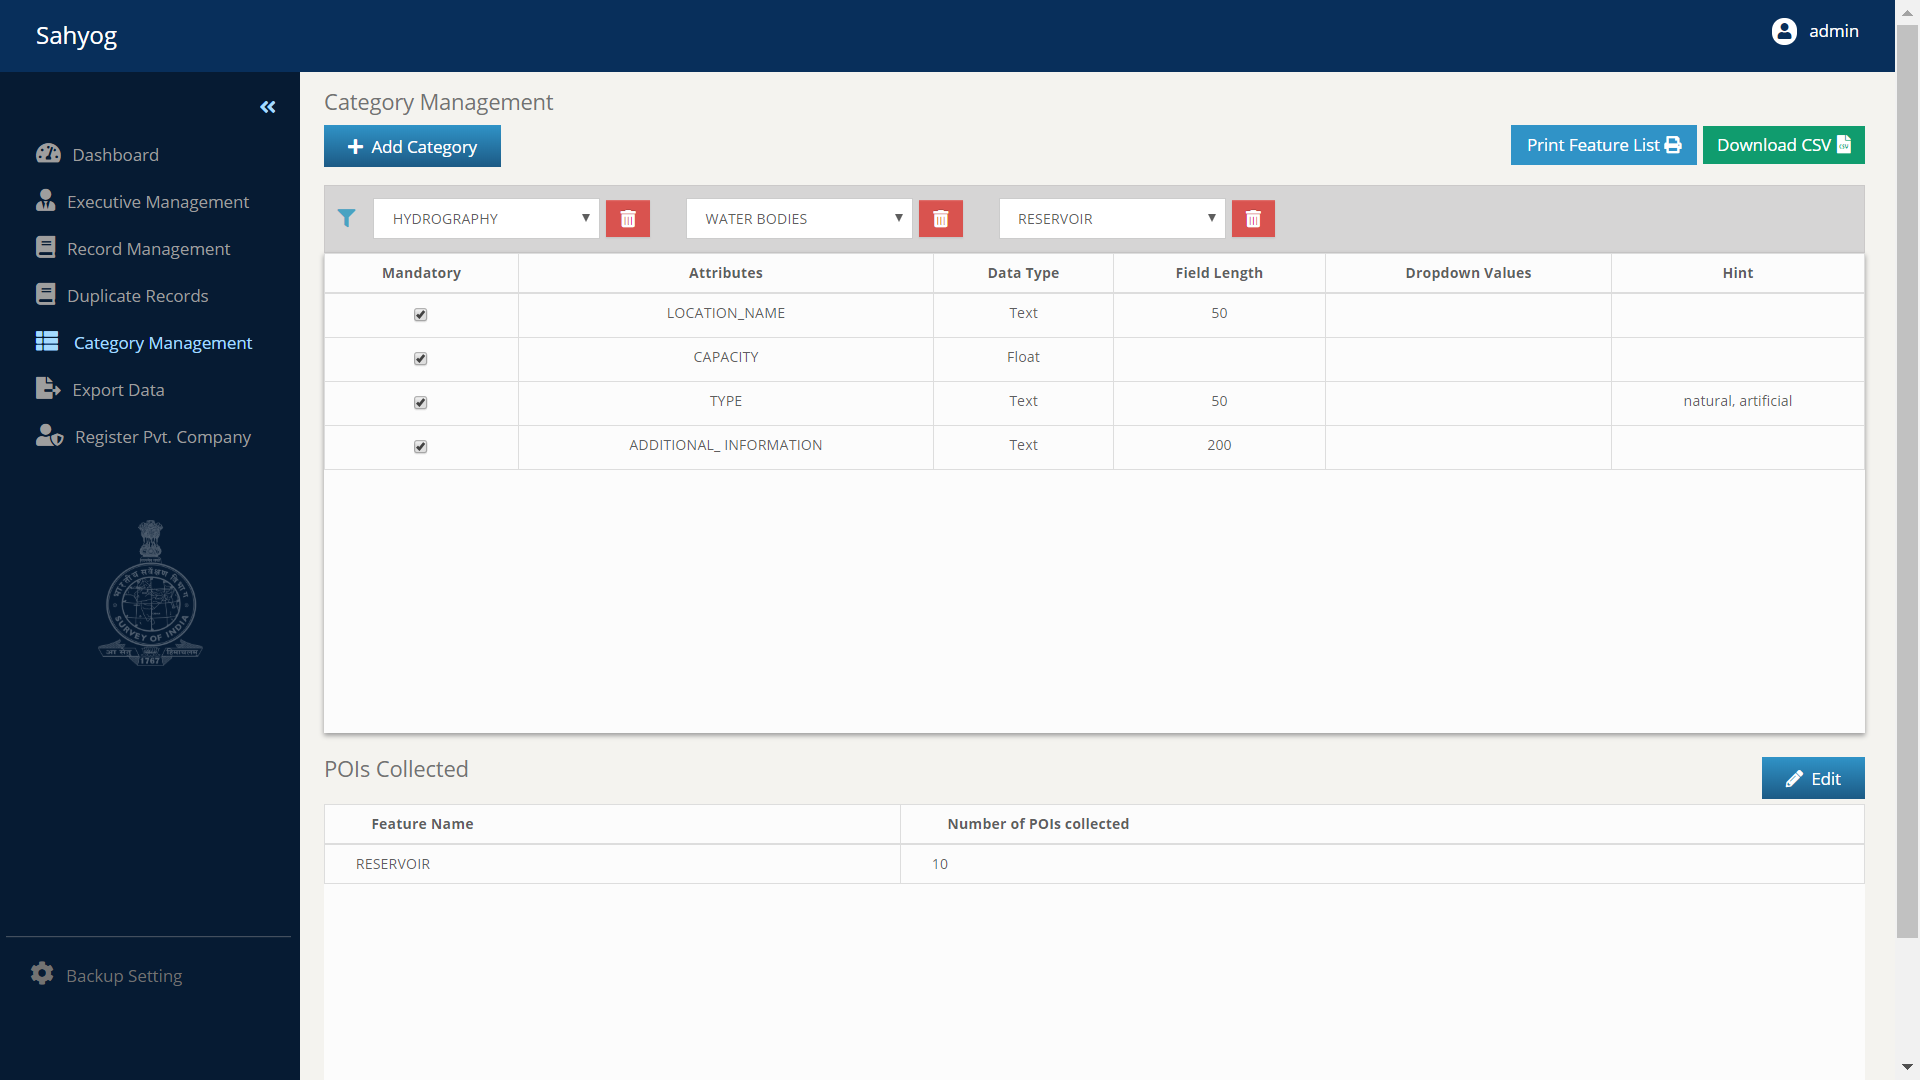 Sahyog
admin
Dashboard
Executive Management
Record Management
Duplicate Records
Category Management
Export Data
Register Pvt. Company
भारतीय सर्वेक्षण विभाग
SURVEY OF INDIA
1767
Backup Setting
Category Management
Add Category
Print Feature List
Download CSV
HYDROGRAPHY WATER BODIES RESERVOIR
Mandatory Attributes Data Type Field Length Dropdown Values Hint
LOCATION_NAME Text 50
CAPACITY Float
TYPE Text 50 natural, artificial
ADDITIONAL_ INFORMATION Text 200
POIs Collected
Edit
Feature Name Number of POIs collected
RESERVOIR 10